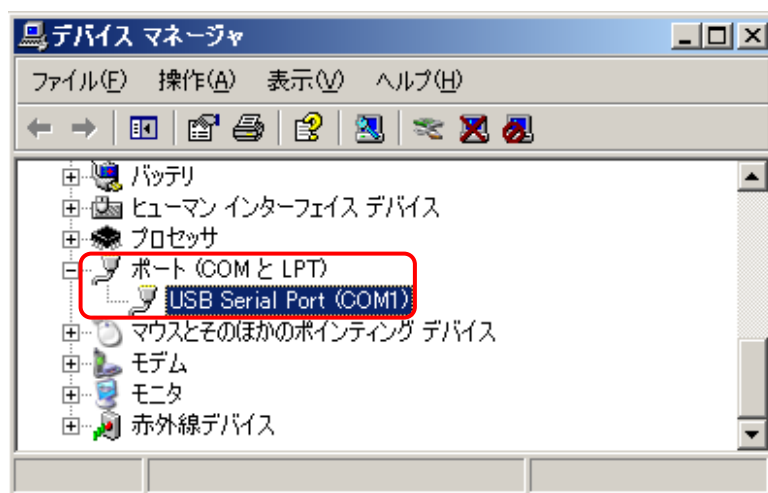 デバイス マネージャ
ファイル(F) 操作(A) 表示(V) ヘルプ(H)
バッテリ
ヒューマン インターフェイス デバイス
プロセッサ
ポート (COM と LPT)
USB Serial Port (COM1)
マウスとそのほかのポインティング デバイス
モデム
モニタ
赤外線デバイス